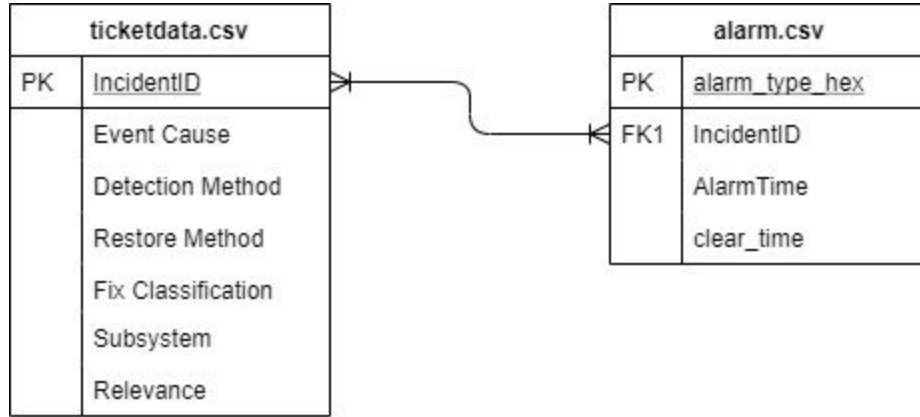 ticketdata.csv
PK IncidentID
Event Cause
Detection Method
Restore Method
Fix Classification
Subsystem
Relevance
alarm.csv
PK alarm_type_hex
FK1 IncidentID
AlarmTime
clear_time